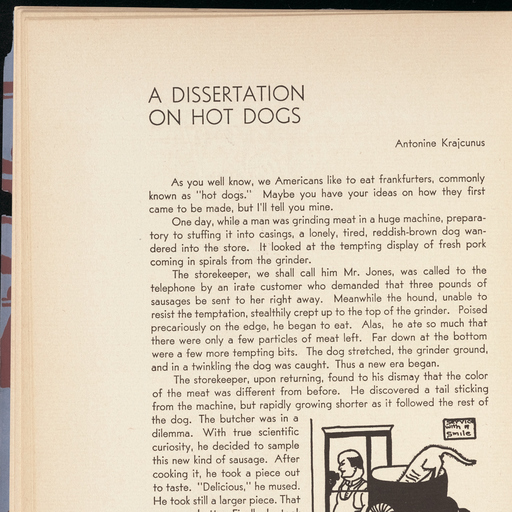 A DISSERTATION
ON HOT DOGS
Antonine Krajcunus
As you well know, we Americans like to eat frankfurters, commonly
known as "hot dogs." Maybe you have your ideas on how they first
came to be made, but I'll tell you mine.
One day, while a man was grinding meat in a huge machine, prepara-
tory to stuffing it into casings, a lonely, tired, reddish-brown dog wan-
dered into the store. It looked at the tempting display of fresh pork
coming in spirals from the grinder.
The storekeeper, we shall call him Mr. Jones, was called to the
telephone by an irate customer who demanded that three pounds of
sausages be sent to her right away. Meanwhile the hound, unable to
resist the temptation, stealthily crept up to the top of the grinder. Poised
precariously on the edge, he began to eat. Alas, he ate so much that
there were only a few particles of meat left. Far down at the bottom
were a few more tempting bits. The dog stretched, the grinder ground,
and in a twinkling the dog was caught. Thus a new era began.
The storekeeper, upon returning, found to his dismay that the color
of the meat was different from before. He discovered a tail sticking
from the machine, but rapidly growing shorter as it followed the rest of
the dog. The butcher was in a
dilemma. With true scientific
curiosity, he decided to sample
this new kind of sausage. After
cooking it, he took a piece out
to taste. "Delicious," he mused.
He took still a larger piece. That
Service
with a
Smile